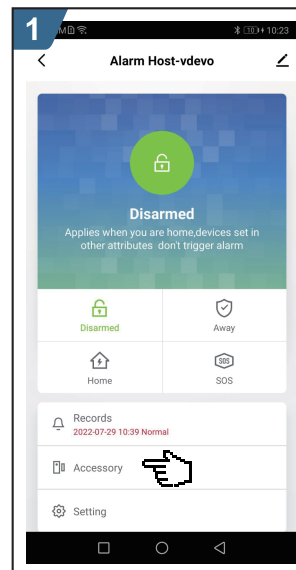 1
10:23
Alarm Host-vdevo
Disarmed
Applies when you are home,devices set in
other attributes don't trigger alarm
Disarmed
Away
Home
SOS
SOS
Records
2022-07-29 10:39 Normal
Accessory
Setting